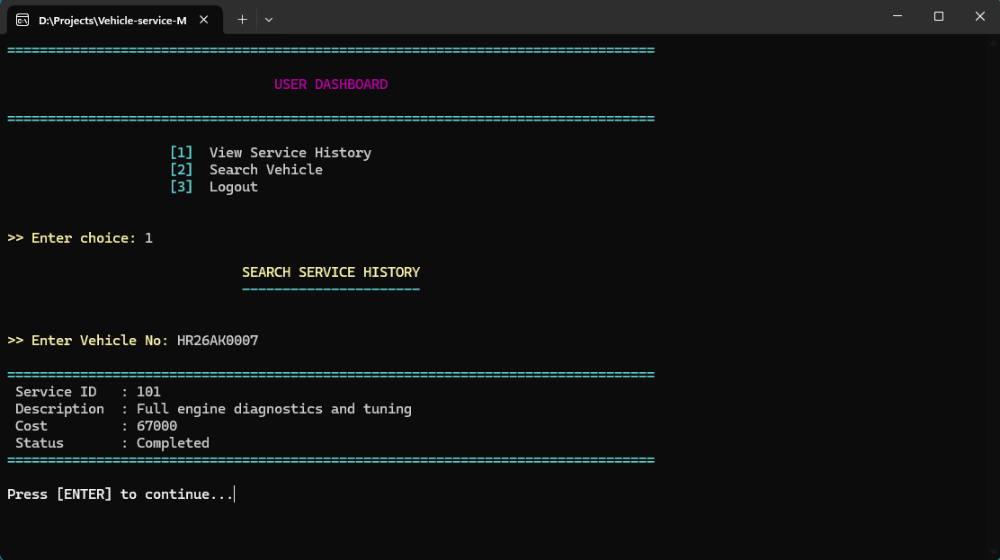 D:\Projects\Vehicle-service-M
================================================================================
USER DASHBOARD
================================================================================
[1]  View Service History
[2]  Search Vehicle
[3]  Logout
>> Enter choice: 1
SEARCH SERVICE HISTORY
----------------------
>> Enter Vehicle No: HR26AK0007
================================================================================
Service ID   : 101
Description  : Full engine diagnostics and tuning
Cost         : 67000
Status       : Completed
================================================================================
Press [ENTER] to continue...